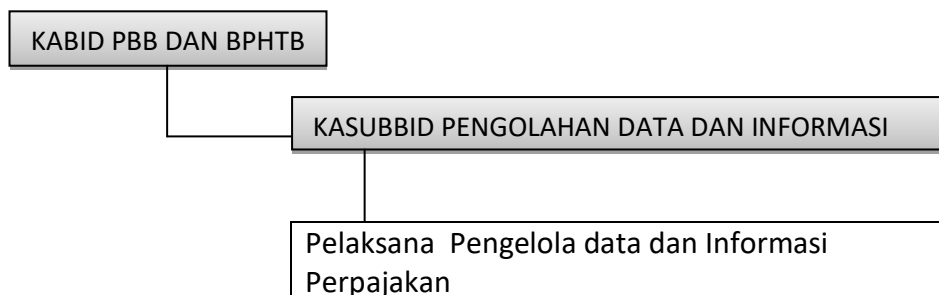 KABID PBB DAN BPHTB
KASUBBID PENGOLAHAN DATA DAN INFORMASI
Pelaksana Pengelola data dan Informasi
Perpajakan